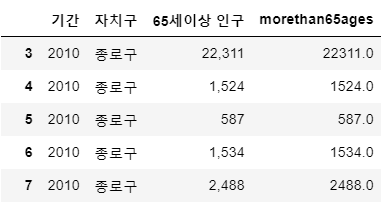 기간 자치구 65세이상 인구 morethan65ages
3 2010 종로구 22,311 22311.0
4 2010 종로구 1,524 1524.0
5 2010 종로구 587 587.0
6 2010 종로구 1,534 1534.0
7 2010 종로구 2,488 2488.0